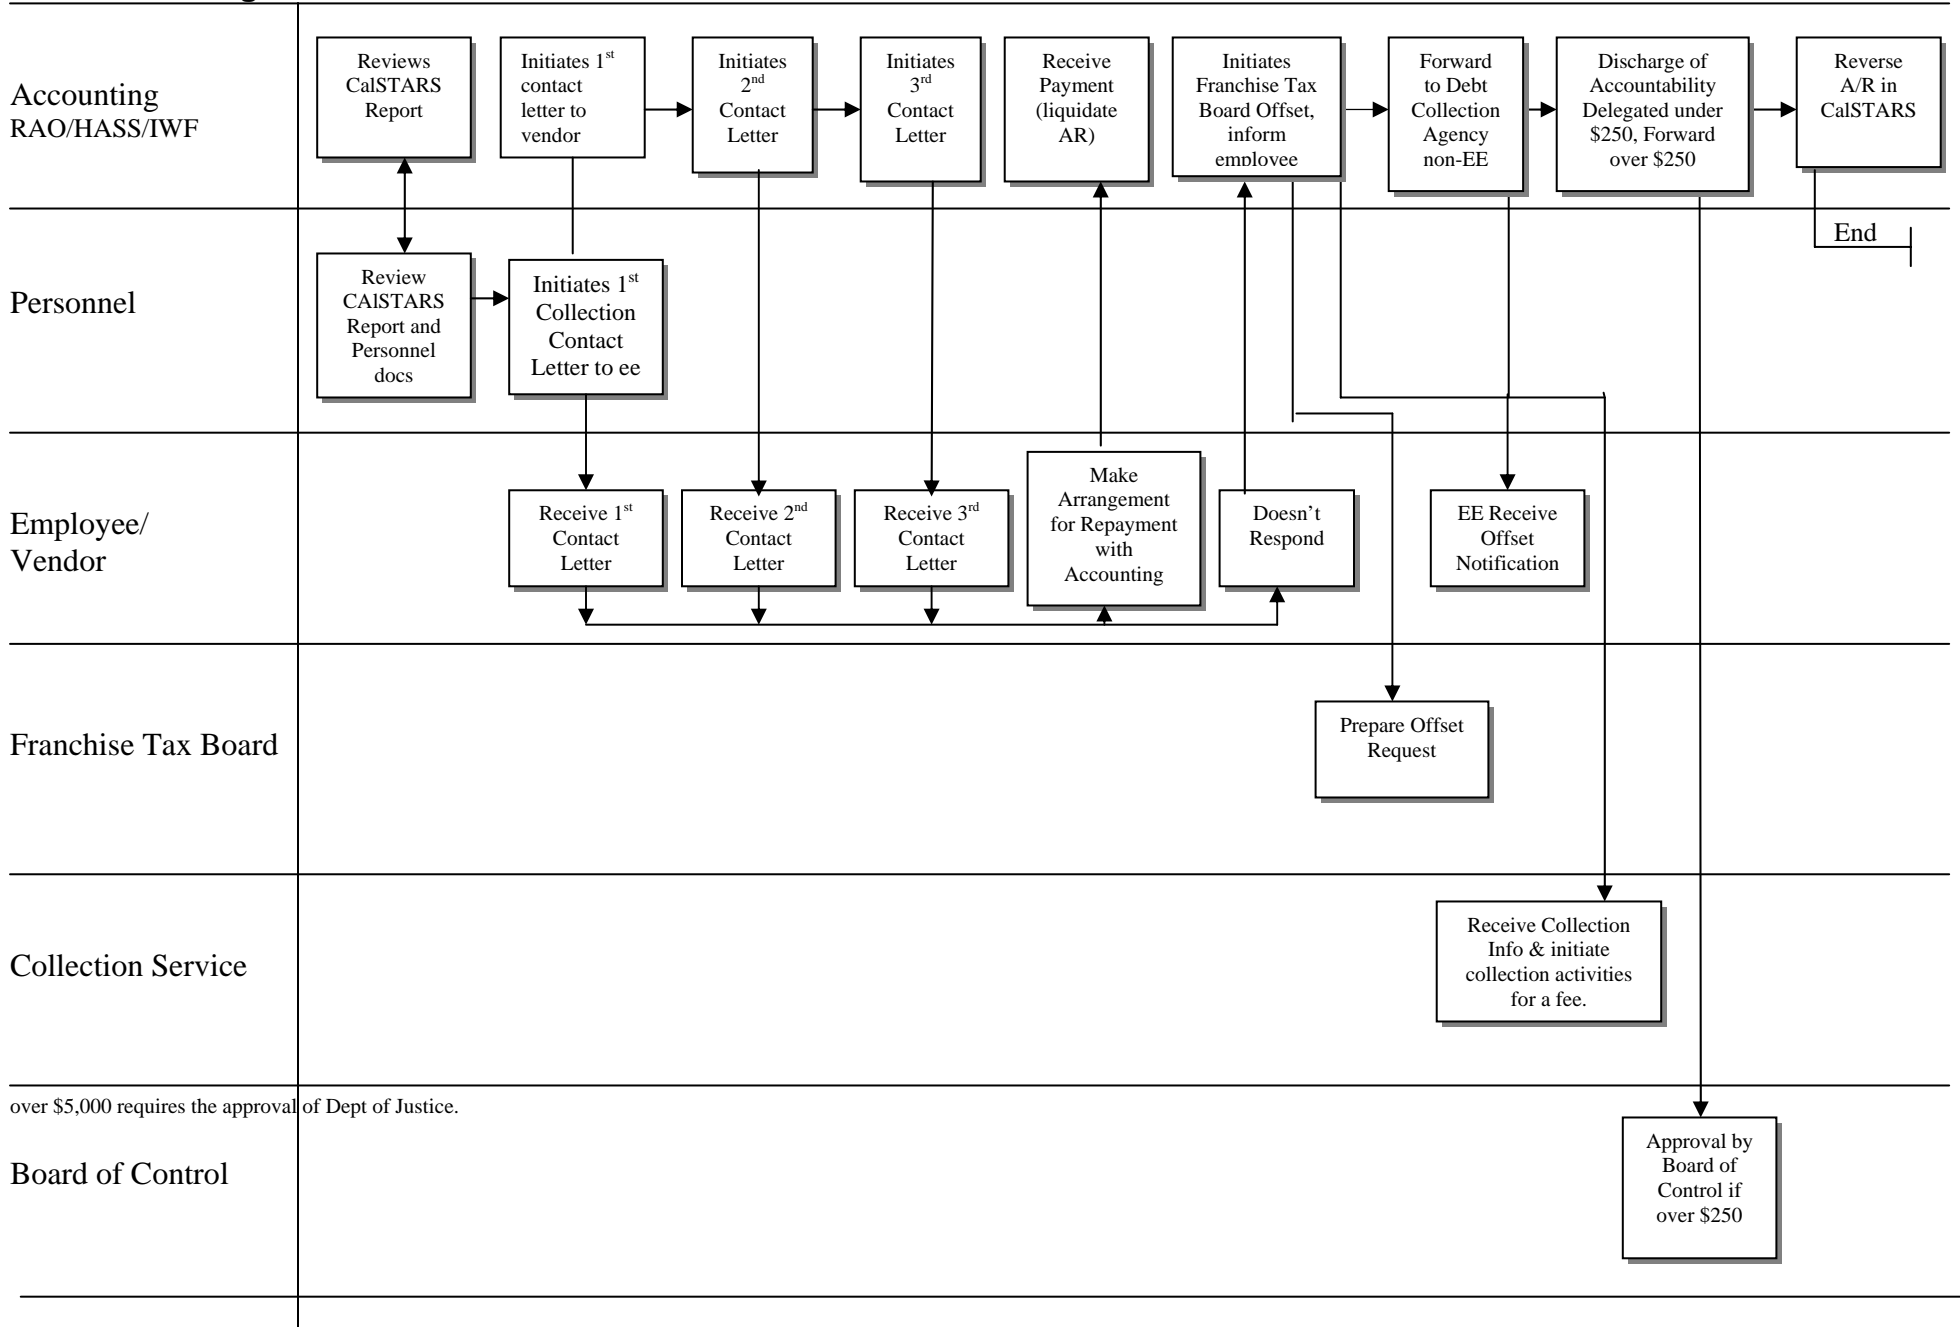 Accounting
RAO/HASS/IWF
Reviews
CalSTARS
Report
Initiates 1st
contact
letter to
vendor
Initiates
2nd
Contact
Letter
Initiates
3rd
Contact
Letter
Receive
Payment
(liquidate
AR)
Initiates
Franchise Tax
Board Offset,
inform
employee
Forward
to Debt
Collection
Agency
non-EE
Discharge of
Accountability
Delegated under
$250, Forward
over $250
Reverse
A/R in
CalSTARS
End
Personnel
Review
CAlSTARS
Report and
Personnel
docs
Initiates 1st
Collection
Contact
Letter to ee
Employee/
Vendor
Receive 1st
Contact
Letter
Receive 2nd
Contact
Letter
Receive 3rd
Contact
Letter
Make
Arrangement
for Repayment
with
Accounting
Doesn't
Respond
EE Receive
Offset
Notification
Franchise Tax Board
Prepare Offset
Request
Collection Service
Receive Collection
Info & initiate
collection activities
for a fee.
over $5,000 requires the approval of Dept of Justice.
Board of Control
Approval by
Board of
Control if
over $250